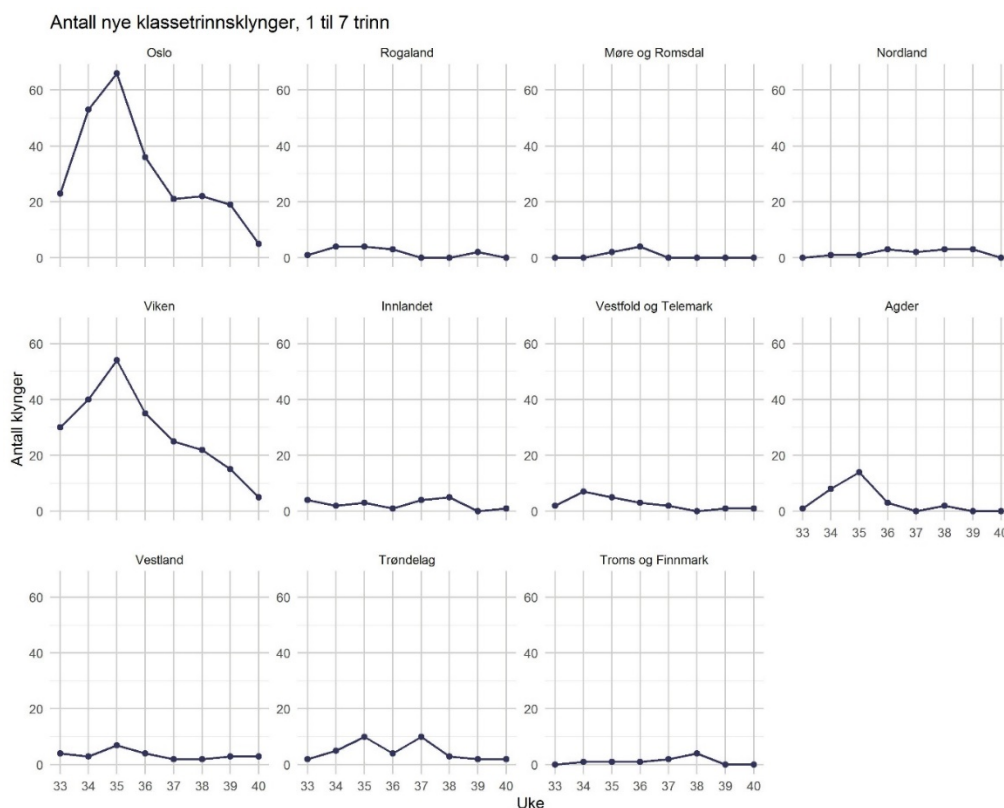 Antall nye klassetrinnsklynger, 1 til 7 trinn
Oslo Rogaland Møre og Romsdal Nordland
60 60 60 60
40 40 40 40
20 20 20 20
0 0 0 0
Viken Innlandet Vestfold og Telemark Agder
60 60 60 60
40 40 40 40
20 20 20 20
0 0 0 0
33 34 35 36 37 38 39 40
Antall klynger
Vestland Trøndelag Troms og Finnmark
60 60 60
40 40 40
20 20 20
0 0 0
33 34 35 36 37 38 39 40 33 34 35 36 37 38 39 40 33 34 35 36 37 38 39 40
Uke